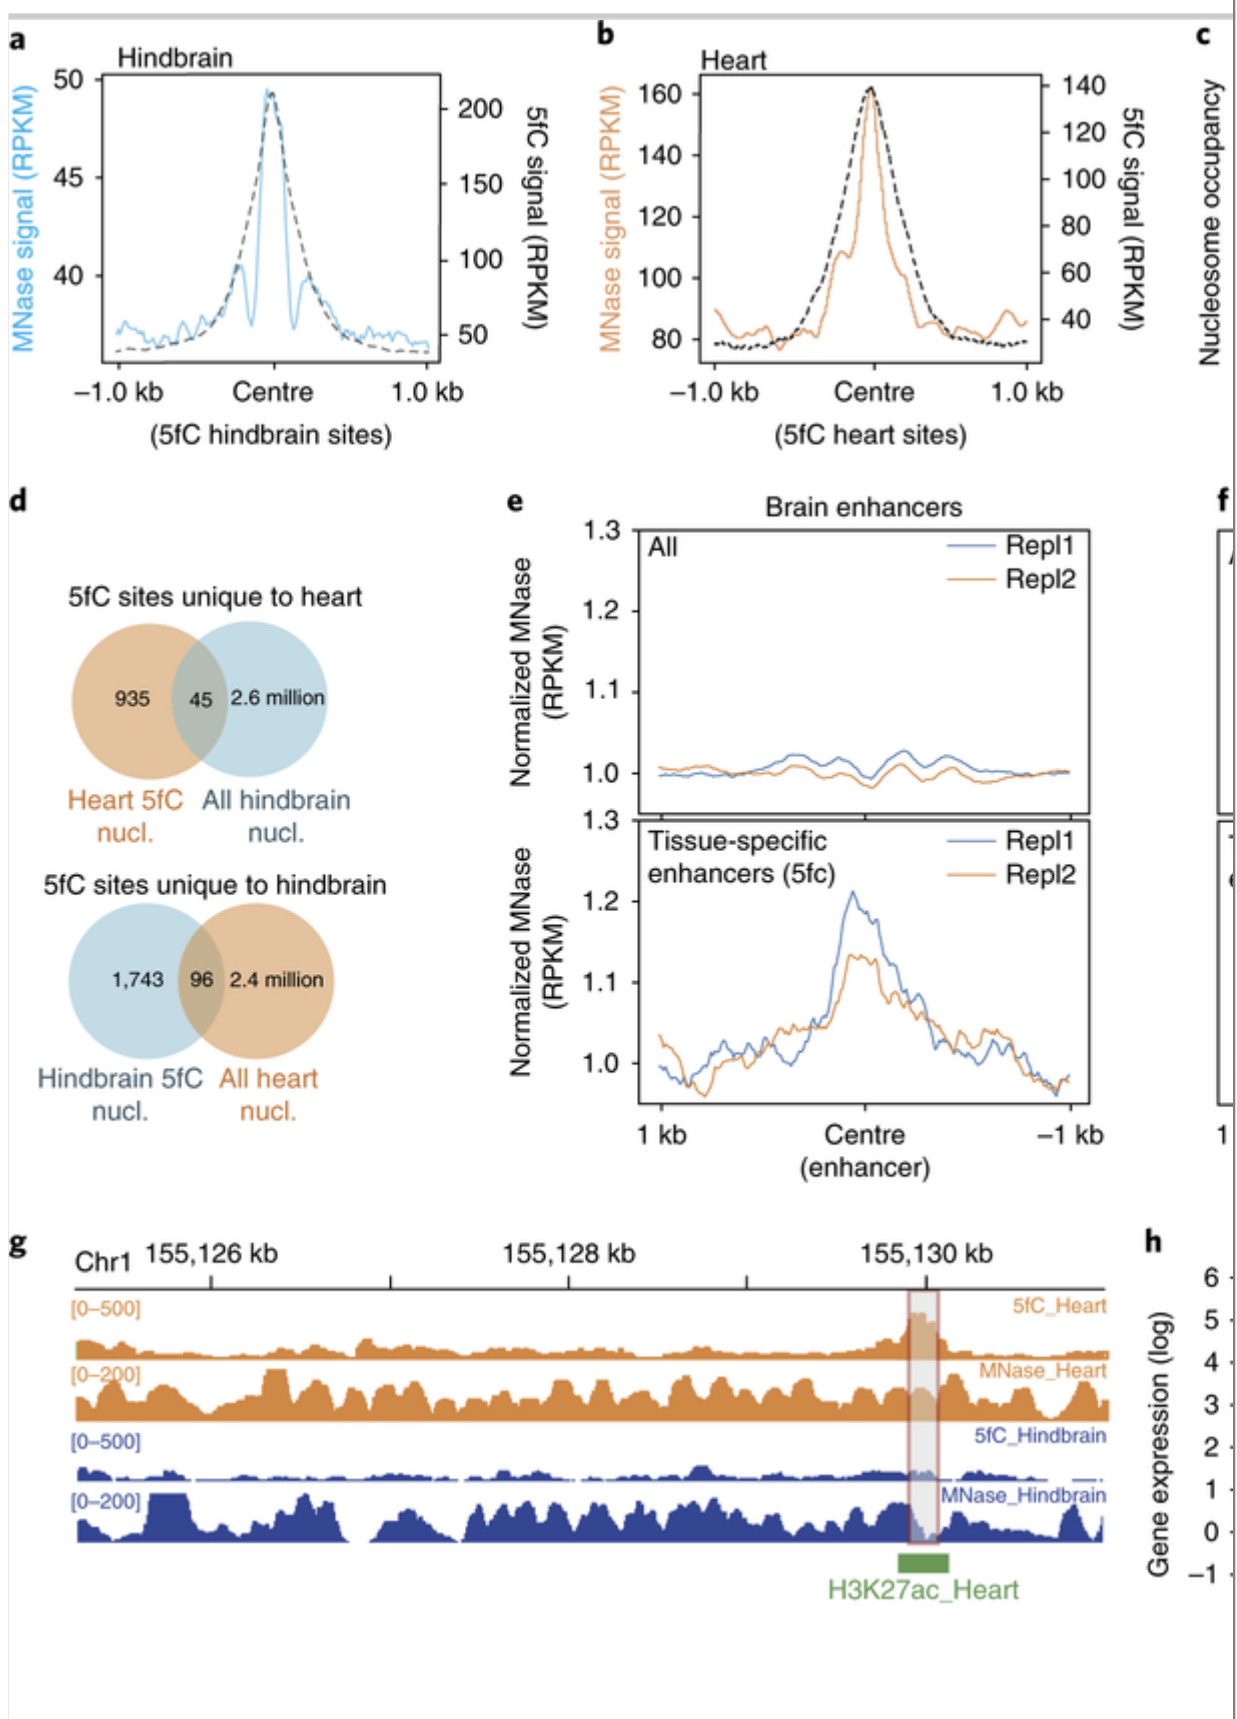 a
Hindbrain
50
45
40
MNase signal (RPKM)
200
150
100
50
5fC signal (RPKM)
−1.0 kb Centre 1.0 kb
(5fC hindbrain sites)
b
Heart
160
140
120
100
80
MNase signal (RPKM)
140
120
100
80
60
40
5fC signal (RPKM)
−1.0 kb Centre 1.0 kb
(5fC heart sites)
c
Nucleosome occupancy
d
5fC sites unique to heart
935 45 2.6 million
Heart 5fC All hindbrain
nucl. nucl.
5fC sites unique to hindbrain
1,743 96 2.4 million
Hindbrain 5fC All heart
nucl. nucl.
e
Brain enhancers
Normalized MNase
(RPKM)
1.3
1.2
1.1
1.0
All
Repl1
Repl2
Normalized MNase
(RPKM)
1.3
1.2
1.1
1.0
Tissue-specific
enhancers (5fc)
Repl1
Repl2
1 kb Centre −1 kb
(enhancer)
f
1
g
Chr1 155,126 kb 155,128 kb 155,130 kb
[0–500] 5fC_Heart
[0–200] MNase_Heart
[0–500] 5fC_Hindbrain
[0–200] MNase_Hindbrain
H3K27ac_Heart
h
Gene expression (log)
6
5
4
3
2
1
0
−1